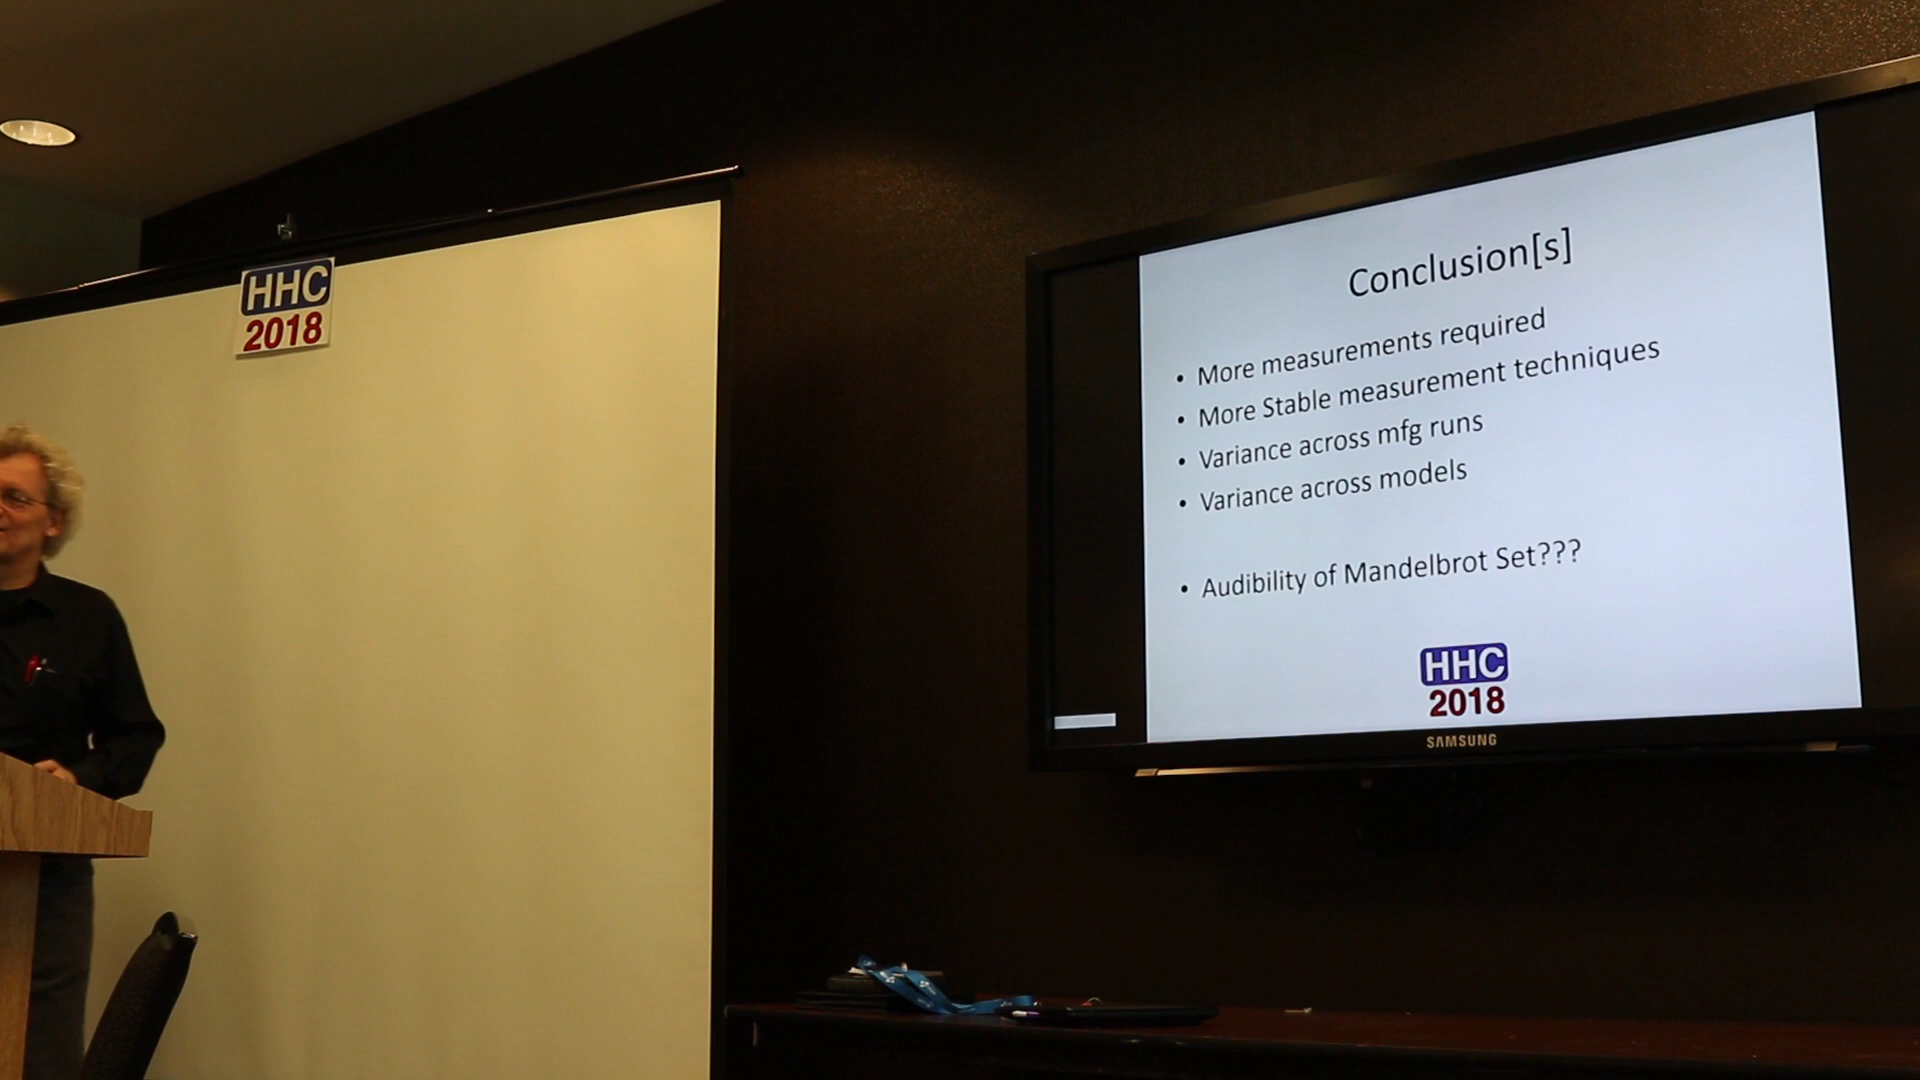 HHC
2018
Conclusion[s]
• More measurements required
• More Stable measurement techniques
• Variance across mfg runs
• Variance across models
• Audibility of Mandelbrot Set???
HHC
2018
SAMSUNG